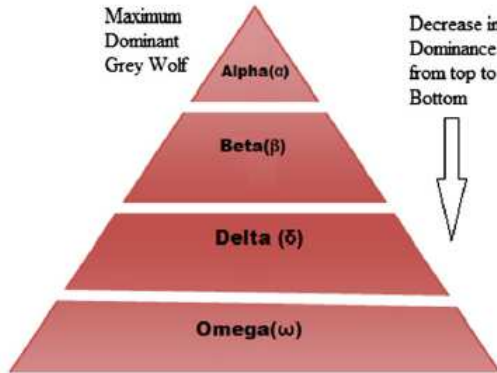 Maximum
Dominant
Grey Wolf
Decrease in
Dominance
from top to
Bottom
Alpha(α)
Beta(β)
Delta (δ)
Omega(ω)